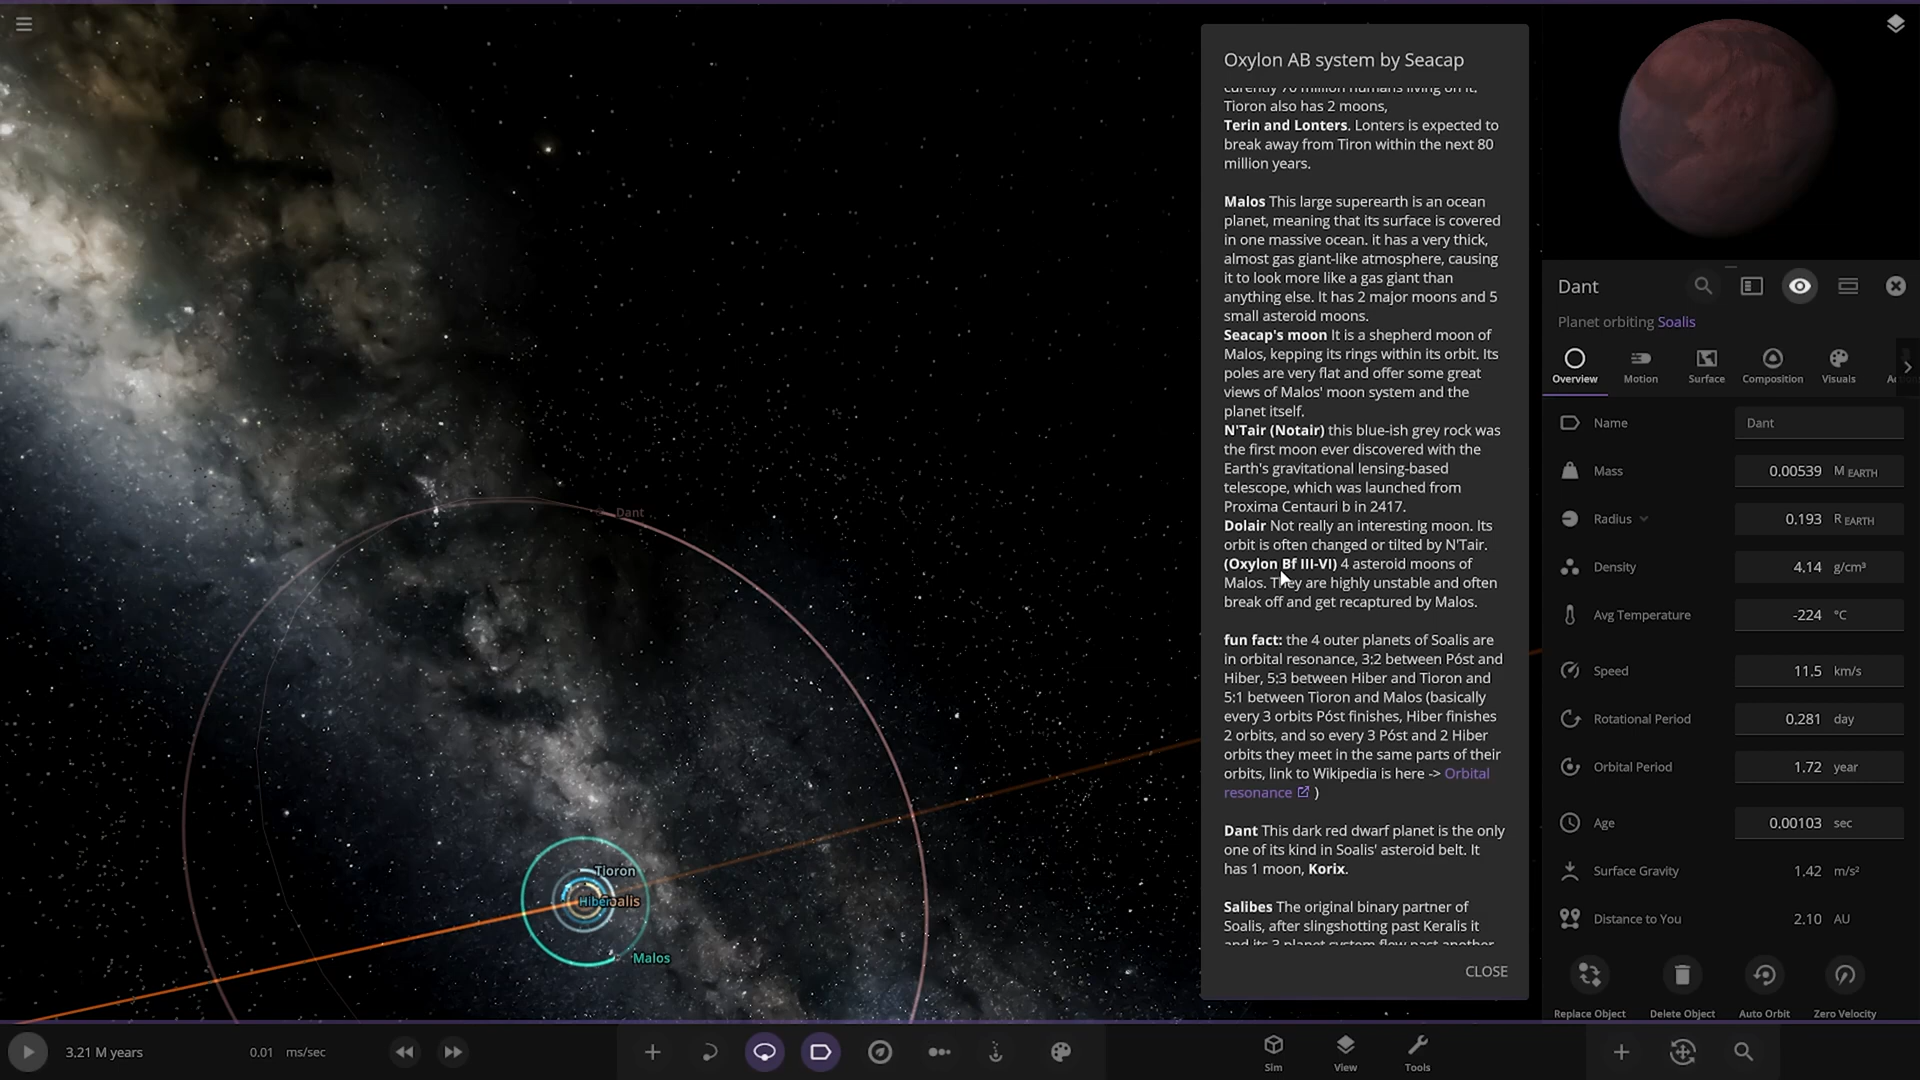 Oxylon AB system by Seacap
curently 70 million humans living on it,
Tioron also has 2 moons,
Terin and Lonters. Lonters is expected to
break away from Tiron within the next 80
million years.
Malos This large superearth is an ocean
planet, meaning that its surface is covered
in one massive ocean. it has a very thick,
almost gas giant-like atmosphere, causing
it to look more like a gas giant than
anything else. It has 2 major moons and 5
small asteroid moons.
Seacap's moon It is a shepherd moon of
Malos, kepping its rings within its orbit. Its
poles are very flat and offer some great
views of Malos' moon system and the
planet itself.
N'Tair (Notair) this blue-ish grey rock was
the first moon ever discovered with the
Earth's gravitational lensing-based
telescope, which was launched from
Proxima Centauri b in 2417.
Dolair Not really an interesting moon. Its
orbit is often changed or tilted by N'Tair.
(Oxylon Bf III-VI) 4 asteroid moons of
Malos. They are highly unstable and often
break off and get recaptured by Malos.
fun fact: the 4 outer planets of Soalis are
in orbital resonance, 3:2 between Póst and
Hiber, 5:3 between Hiber and Tioron and
5:1 between Tioron and Malos (basically
every 3 orbits Póst finishes, Hiber finishes
2 orbits, and so every 3 Póst and 2 Hiber
orbits they meet in the same parts of their
orbits, link to Wikipedia is here -> Orbital
resonance )
Dant This dark red dwarf planet is the only
one of its kind in Soalis' asteroid belt. It
has 1 moon, Korix.
Salibes The original binary partner of
Soalis, after slingshotting past Keralis it
and its 3 planet system flew past another
CLOSE
Dant
Tioron
Hiber
alis
Malos
Dant
Planet orbiting Soalis
Overview
Motion
Surface
Composition
Visuals
Name Dant
Mass 0.00539 M EARTH
Radius 0.193 R EARTH
Density 4.14 g/cm³
Avg Temperature -224 °C
Speed 11.5 km/s
Rotational Period 0.281 day
Orbital Period 1.72 year
Age 0.00103 sec
Surface Gravity 1.42 m/s²
Distance to You 2.10 AU
Replace Object
Delete Object
Auto Orbit
Zero Velocity
3.21 M years
0.01 ms/sec
Sim
View
Tools